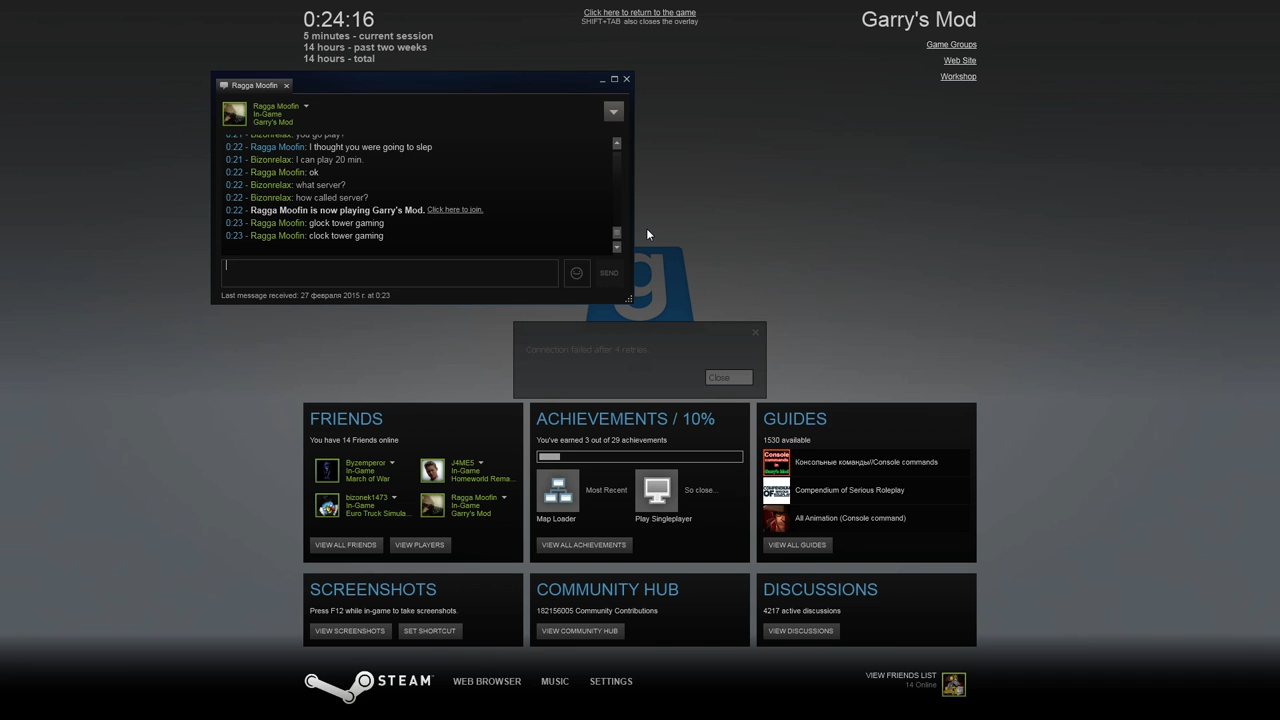 0:24:16
5 minutes - current session
14 hours - past two weeks
14 hours - total
Click here to return to the game
SHIFT+TAB also closes the overlay
Garry's Mod
Game Groups
Web Site
Workshop
Ragga Moofin
Ragga Moofin
In-Game
Garry's Mod
0:21 - Bizonrelax: you go play?
0:22 - Ragga Moofin: I thought you were going to slep
0:21 - Bizonrelax: I can play 20 min.
0:22 - Ragga Moofin: ok
0:22 - Bizonrelax: what server?
0:22 - Bizonrelax: how called server?
0:22 - Ragga Moofin is now playing Garry's Mod. Click here to join.
0:23 - Ragga Moofin: glock tower gaming
0:23 - Ragga Moofin: clock tower gaming
SEND
Last message received: 27 февраля 2015 г. at 0:23
Connection failed after 4 retries
Close
FRIENDS
You have 14 Friends online
Byzemperor
In-Game
March of War
J4ME5
In-Game
Homeworld Rema...
bizonek1473
In-Game
Euro Truck Simula...
Ragga Moofin
In-Game
Garry's Mod
VIEW ALL FRIENDS
VIEW PLAYERS
ACHIEVEMENTS / 10%
You've earned 3 out of 29 achievements
Most Recent
So close...
Map Loader
Play Singleplayer
VIEW ALL ACHIEVEMENTS
GUIDES
1530 available
Консольные команды//Console commands
Compendium of Serious Roleplay
All Animation (Console command)
VIEW ALL GUIDES
SCREENSHOTS
Press F12 while in-game to take screenshots.
VIEW SCREENSHOTS
SET SHORTCUT
COMMUNITY HUB
182156005 Community Contributions
VIEW COMMUNITY HUB
DISCUSSIONS
4217 active discussions
VIEW DISCUSSIONS
STEAM
WEB BROWSER
MUSIC
SETTINGS
VIEW FRIENDS LIST
14 Online